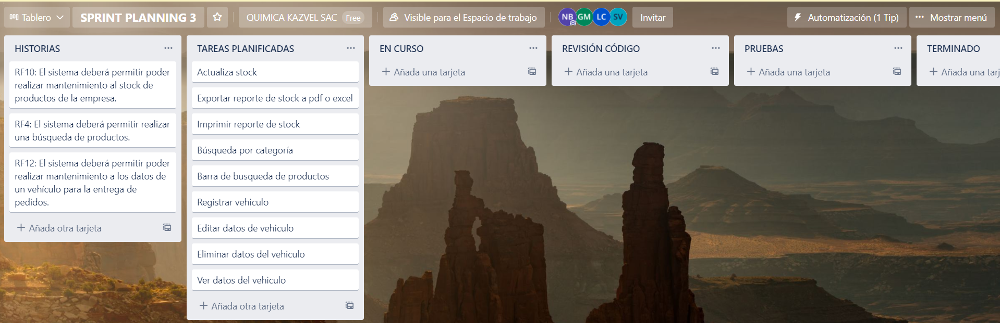 Tablero
SPRINT PLANNING 3
QUIMICA KAZVEL SAC Free
Visible para el Espacio de trabajo
NB GM LC SV
Invitar
Automatización (1 Tip)
Mostrar menú
HISTORIAS
RF10: El sistema deberá permitir poder
realizar mantenimiento al stock de
productos de la empresa.
RF4: El sistema deberá permitir realizar
una búsqueda de productos.
RF12: El sistema deberá permitir poder
realizar mantenimiento a los datos de
un vehículo para la entrega de
pedidos.
Añada otra tarjeta
TAREAS PLANIFICADAS
Actualiza stock
Exportar reporte de stock a pdf o excel
Imprimir reporte de stock
Búsqueda por categoría
Barra de busqueda de productos
Registrar vehiculo
Editar datos de vehiculo
Eliminar datos del vehiculo
Ver datos del vehiculo
Añada otra tarjeta
EN CURSO
Añada una tarjeta
REVISIÓN CÓDIGO
Añada una tarjeta
PRUEBAS
Añada una tarjeta
TERMINADO
Añada una tarj